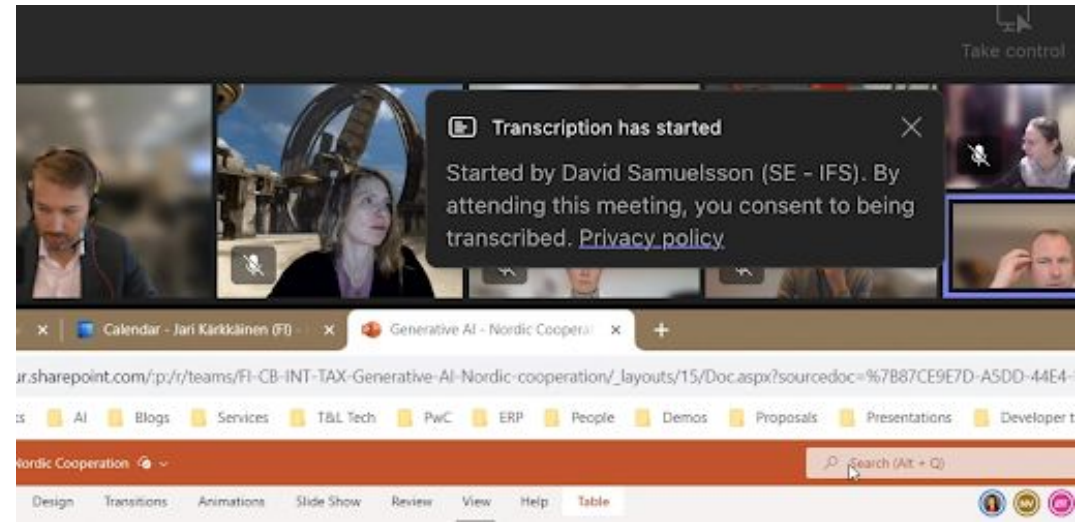 Take control
Transcription has started
Started by David Samuelsson (SE - IFS). By
attending this meeting, you consent to being
transcribed. Privacy policy
Calendar - Jari Kärkkäinen (FI) -
Generative AI - Nordic Cooperat
ur.sharepoint.com/:p:/r/teams/FI-CB-INT-TAX-Generative-AI-Nordic-cooperation/_layouts/15/Doc.aspx?sourcedoc=%7B87CE9E7D-A5DD-44E4-
AI Blogs Services T&L Tech PwC ERP People Demos Proposals Presentations Developer t
Nordic Cooperation Search (Alt + Q)
Design Transitions Animations Slide Show Review View Help Table